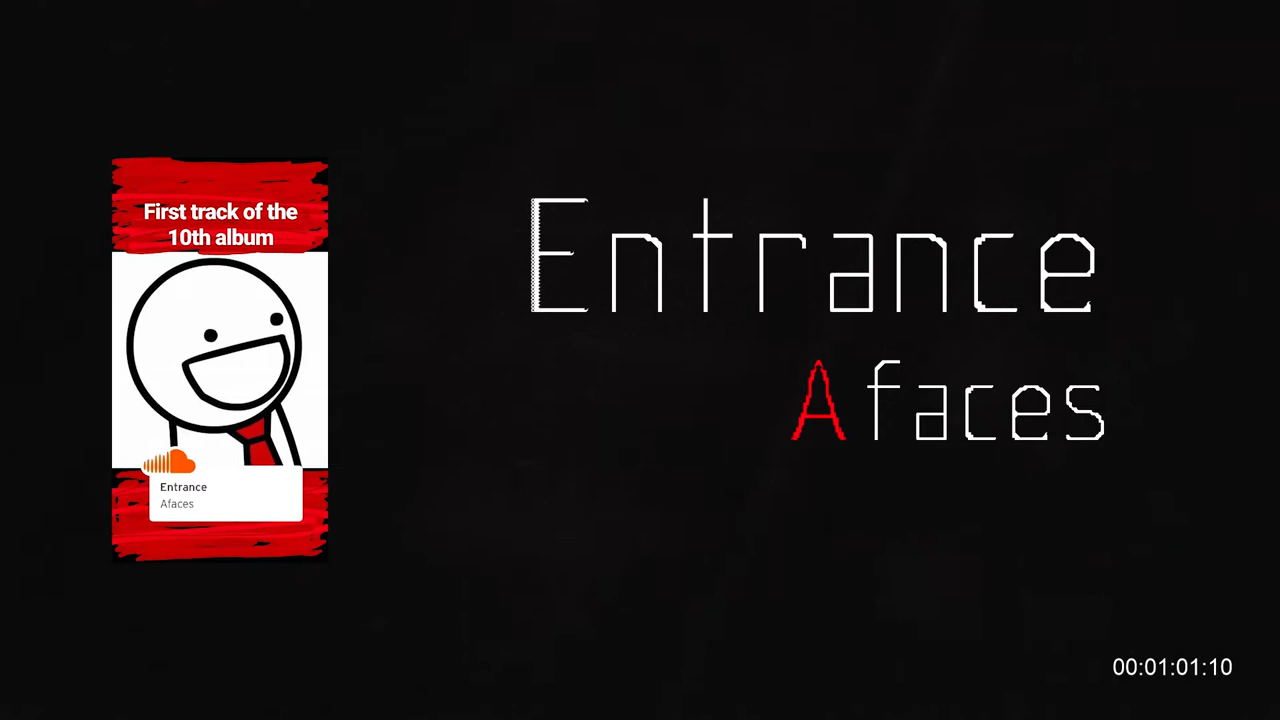 First track of the
10th album
Entrance
Afaces
Entrance
Afaces
00:01:01:10